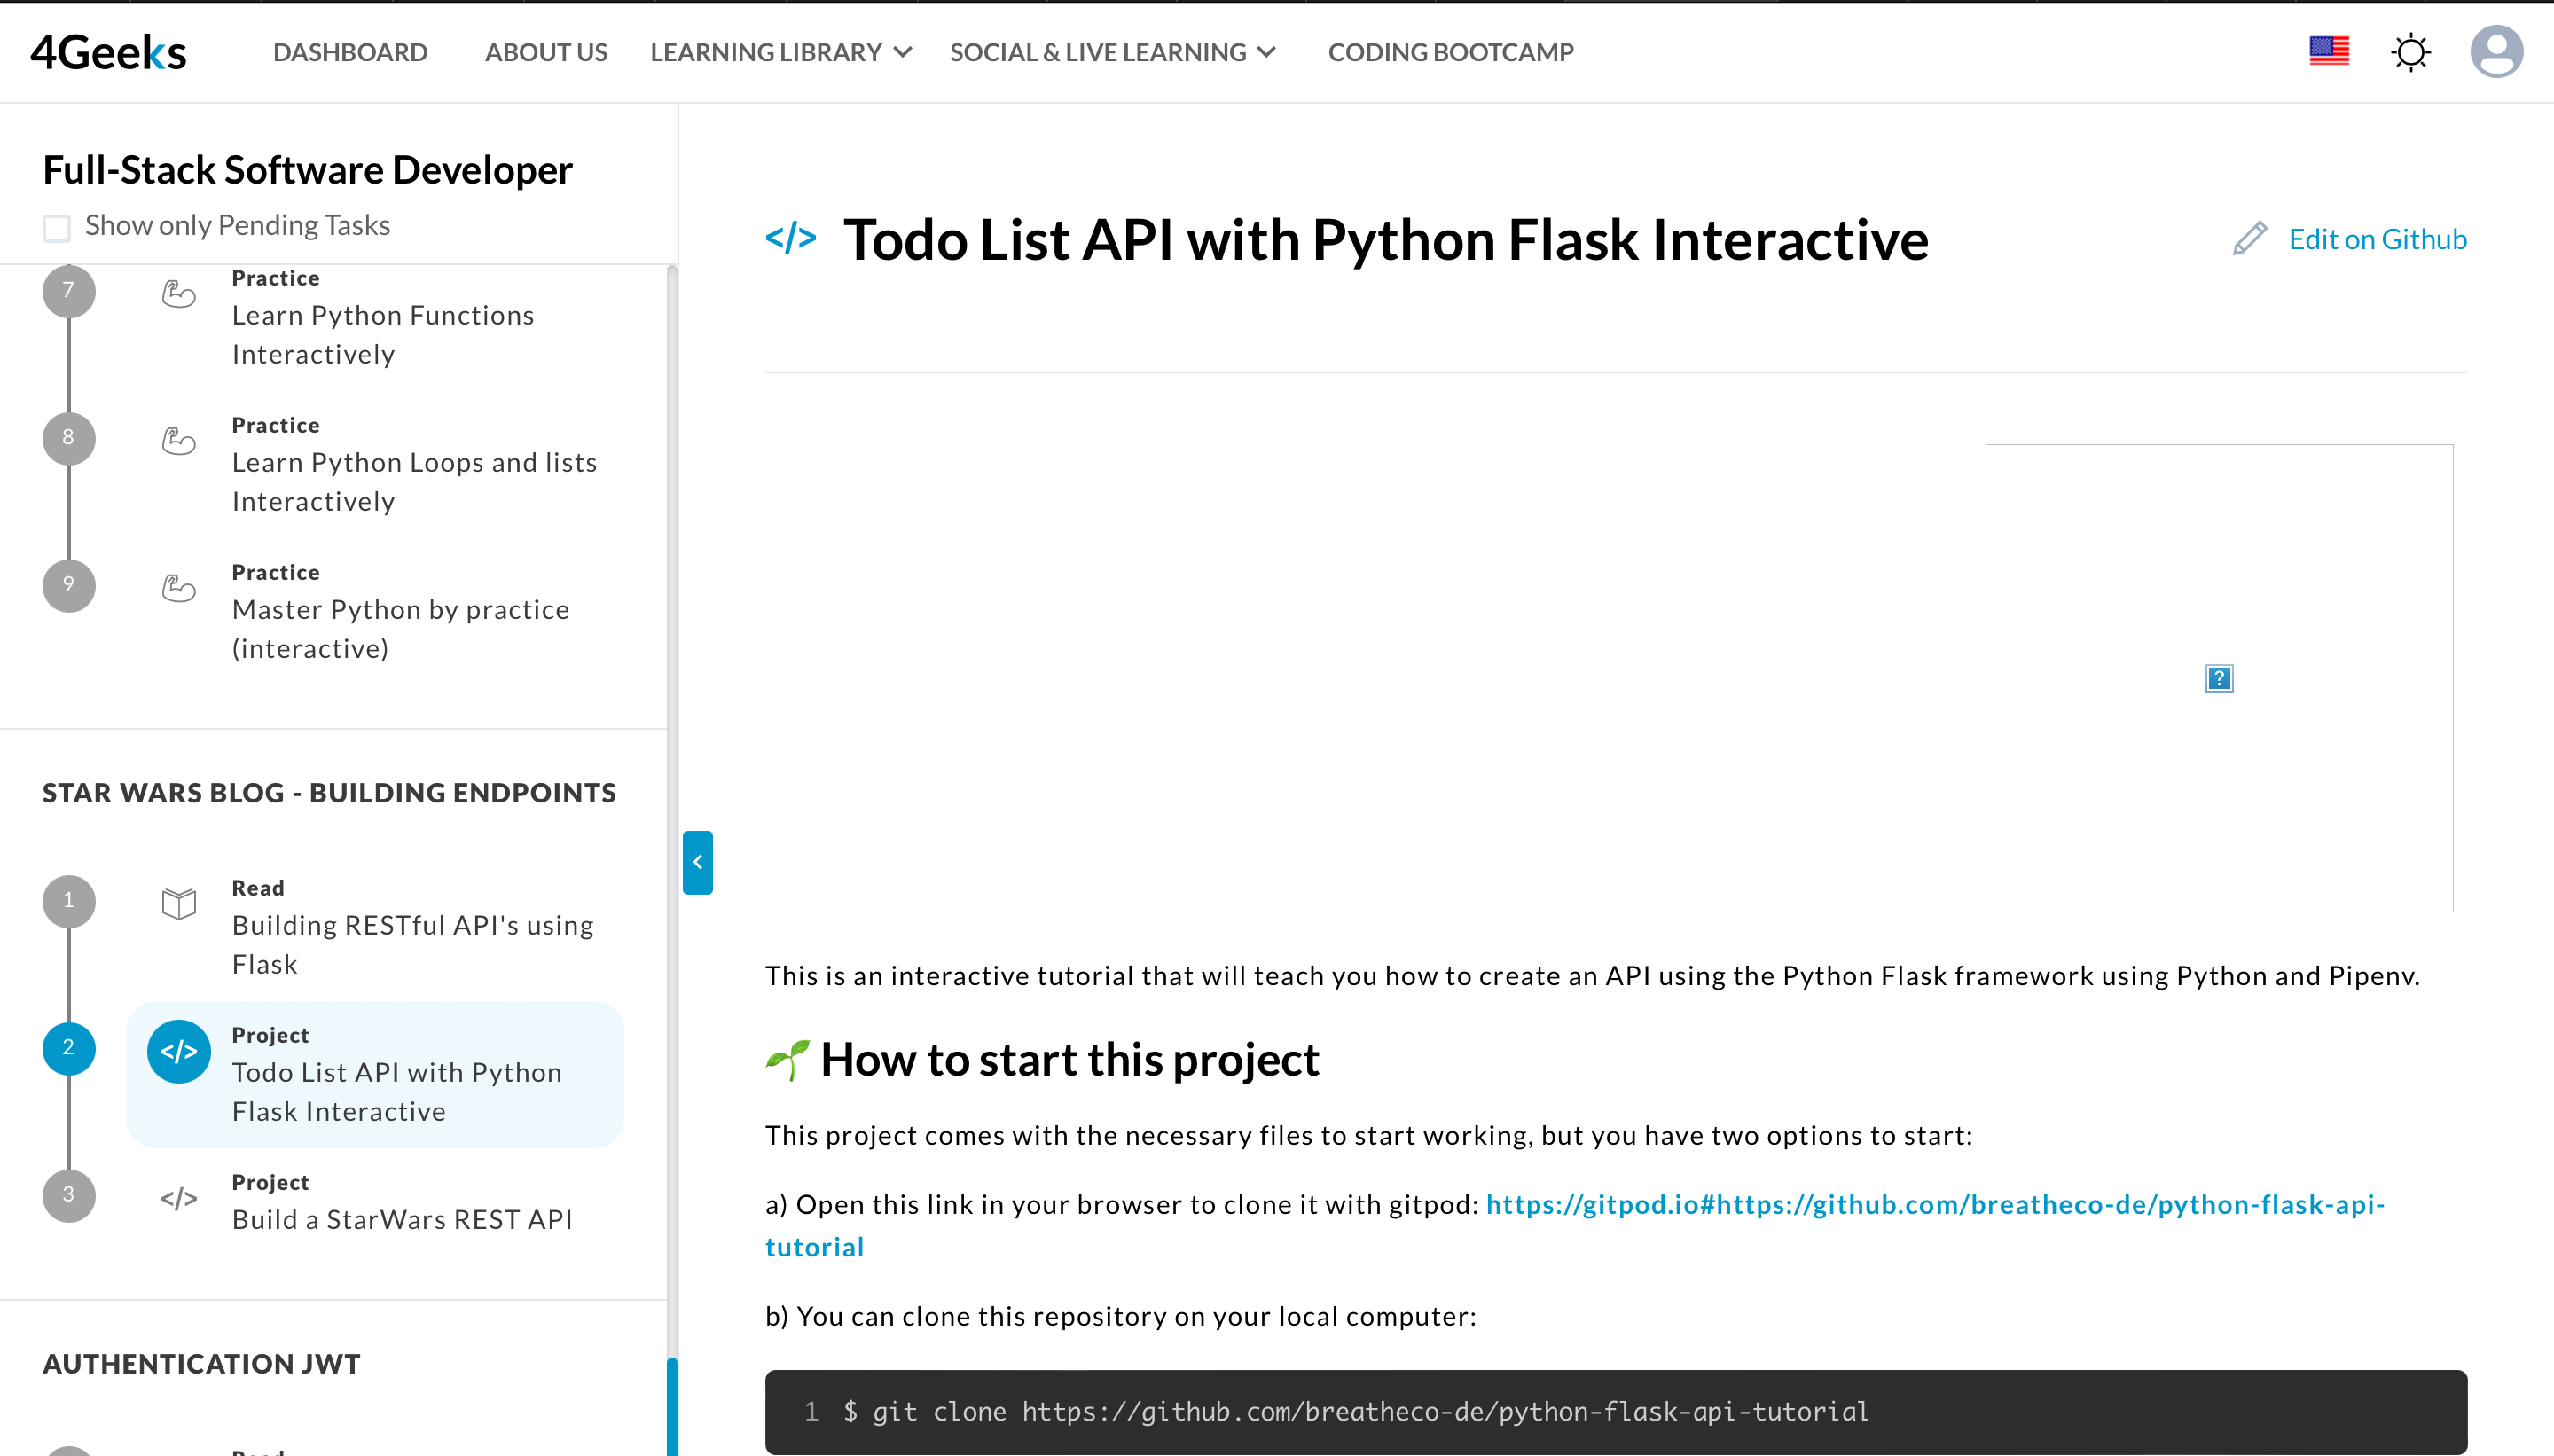 4Geeks
DASHBOARD
ABOUT US
LEARNING LIBRARY
SOCIAL & LIVE LEARNING
CODING BOOTCAMP
Full-Stack Software Developer
Show only Pending Tasks
7
Practice
Learn Python Functions
Interactively
8
Practice
Learn Python Loops and lists
Interactively
9
Practice
Master Python by practice
(interactive)
STAR WARS BLOG - BUILDING ENDPOINTS
1
Read
Building RESTful API's using
Flask
2
</>
Project
Todo List API with Python
Flask Interactive
3
</>
Project
Build a StarWars REST API
AUTHENTICATION JWT
</> Todo List API with Python Flask Interactive
Edit on Github
?
This is an interactive tutorial that will teach you how to create an API using the Python Flask framework using Python and Pipenv.
🌱 How to start this project
This project comes with the necessary files to start working, but you have two options to start:
a) Open this link in your browser to clone it with gitpod: https://gitpod.io#https://github.com/breatheco-de/python-flask-api-
tutorial
b) You can clone this repository on your local computer:
1 $ git clone https://github.com/breatheco-de/python-flask-api-tutorial